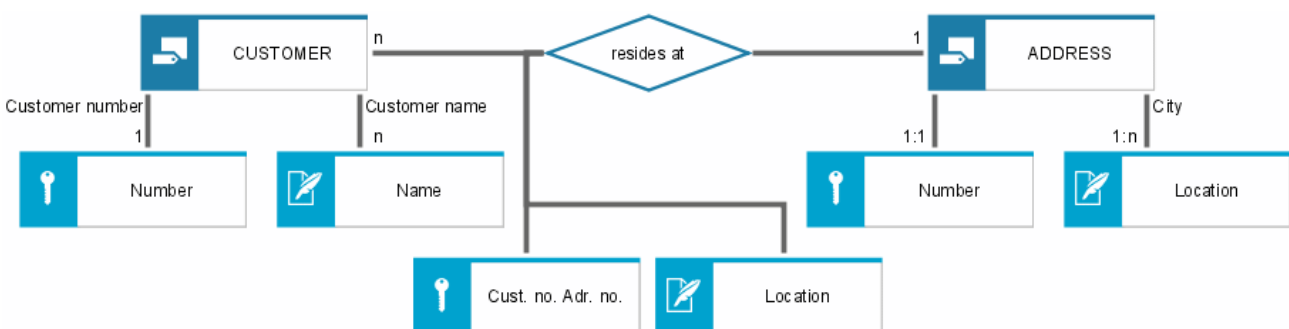 CUSTOMER
n
resides at
1
ADDRESS
Customer number
Customer name
City
1
n
1:1
1:n
Number
Name
Number
Location
Cust. no. Adr. no.
Location